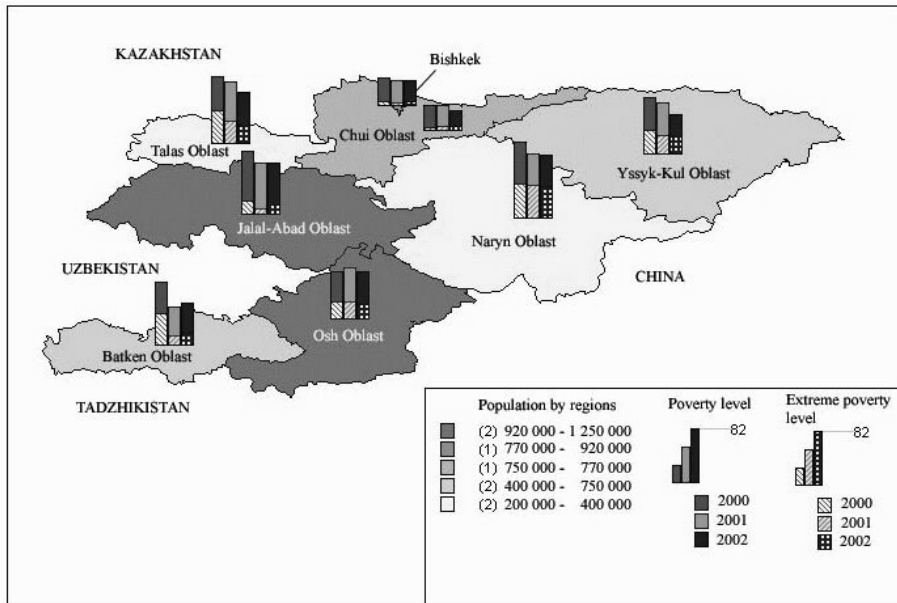 KAZAKHSTAN
Bishkek
Chui Oblast
Talas Oblast
Yssyk-Kul Oblast
Jalal-Abad Oblast
Naryn Oblast
UZBEKISTAN
CHINA
Osh Oblast
Batken Oblast
TADZHIKISTAN
Population by regions
(2) 920 000 - 1 250 000
(1) 770 000 - 920 000
(1) 750 000 - 770 000
(2) 400 000 - 750 000
(2) 200 000 - 400 000
Poverty level
82
2000
2001
2002
Extreme poverty
level
82
2000
2001
2002